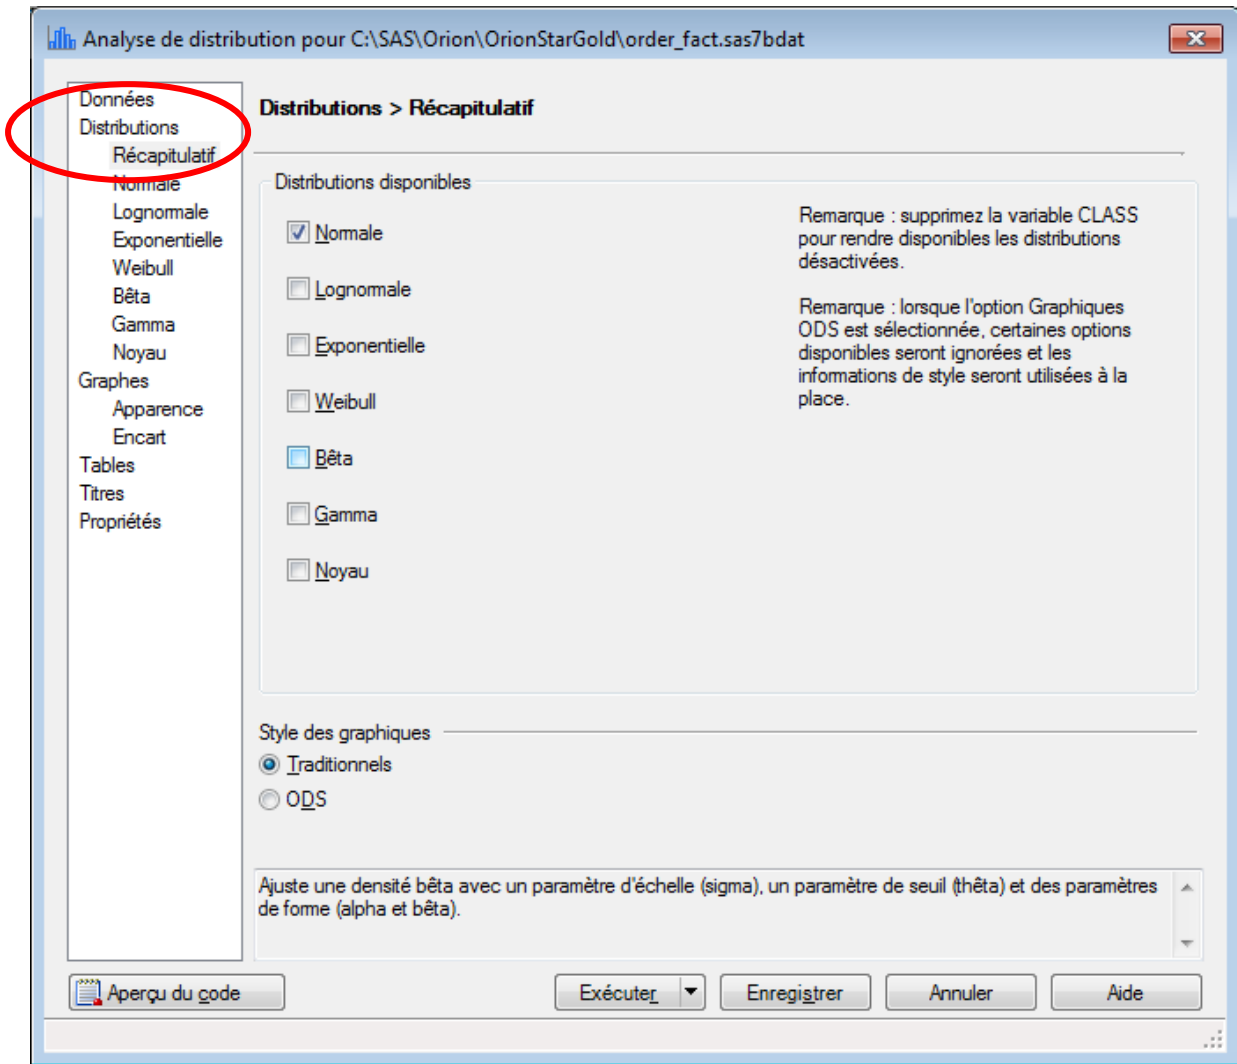 Analyse de distribution pour C:\SAS\Orion\OrionStarGold\order_fact.sas7bdat
Données
Distributions
Récapitulatif
Normale
Lognormale
Exponentielle
Weibull
Bêta
Gamma
Noyau
Graphes
Apparence
Encart
Tables
Titres
Propriétés
Distributions > Récapitulatif
Distributions disponibles
Normale
Lognormale
Exponentielle
Weibull
Bêta
Gamma
Noyau
Remarque : supprimez la variable CLASS
pour rendre disponibles les distributions
désactivées.
Remarque : lorsque l'option Graphiques
ODS est sélectionnée, certaines options
disponibles seront ignorées et les
informations de style seront utilisées à la
place.
Style des graphiques
Traditionnels
ODS
Ajuste une densité bêta avec un paramètre d'échelle (sigma), un paramètre de seuil (thêta) et des paramètres
de forme (alpha et bêta).
Aperçu du code
Exécuter
Enregistrer
Annuler
Aide